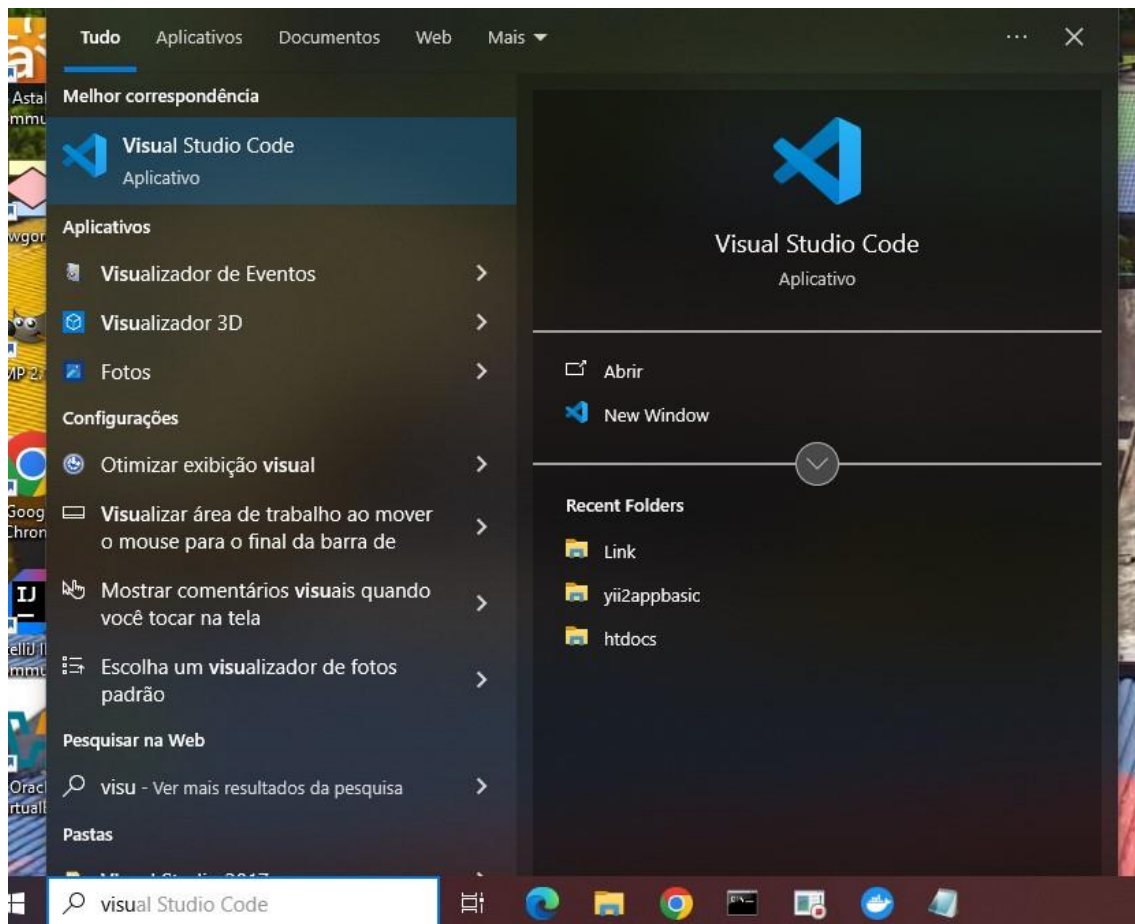 Tudo Aplicativos Documentos Web Mais
Melhor correspondência
Visual Studio Code
Aplicativo
Aplicativos
Visualizador de Eventos
Visualizador 3D
Fotos
Configurações
Otimizar exibição visual
Visualizar área de trabalho ao mover
o mouse para o final da barra de
Mostrar comentários visuais quando
você tocar na tela
Escolha um visualizador de fotos
padrão
Pesquisar na Web
visu - Ver mais resultados da pesquisa
Pastas
visual Studio Code
Visual Studio Code
Aplicativo
Abrir
New Window
Recent Folders
Link
yii2appbasic
htdocs